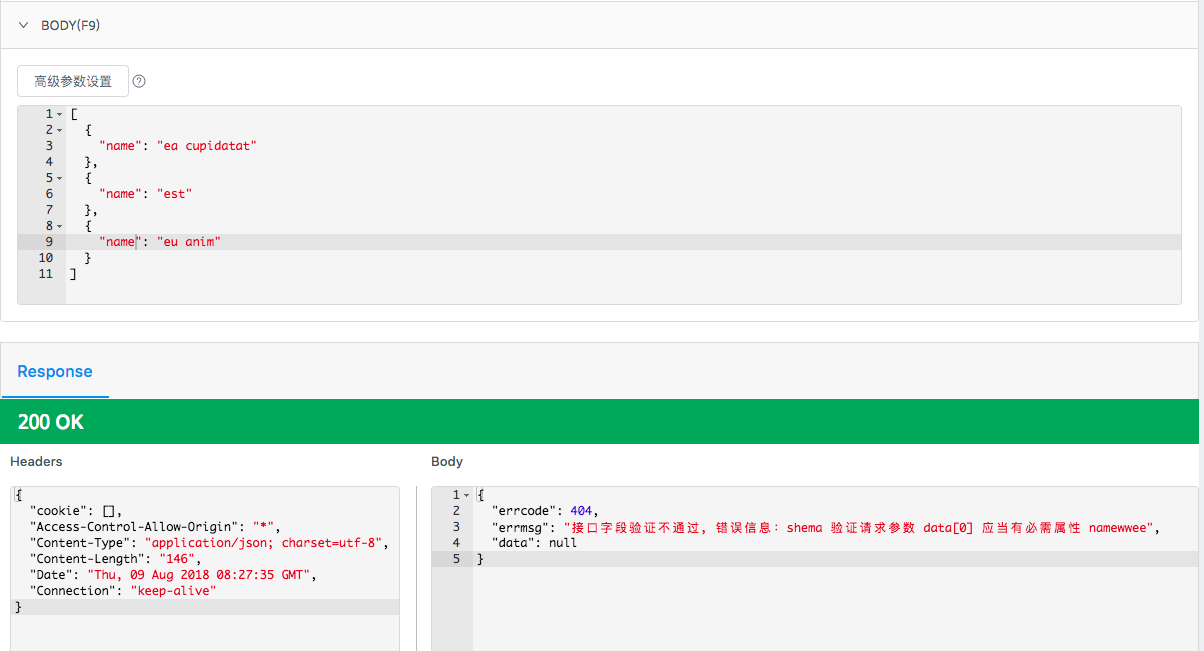 BODY(F9)
高级参数设置
1 [
2 {
3 "name": "ea cupidatat"
4 },
5 {
6 "name": "est"
7 },
8 {
9 "name": "eu anim"
10 }
11 ]
Response
200 OK
Headers
{
"cookie": [],
"Access-Control-Allow-Origin": "*",
"Content-Type": "application/json; charset=utf-8",
"Content-Length": "146",
"Date": "Thu, 09 Aug 2018 08:27:35 GMT",
"Connection": "keep-alive"
}
Body
1 {
2 "errcode": 404,
3 "errmsg": "接口字段验证不通过, 错误信息: shema 验证请求参数 data[0] 应当有必需属性 namewwee",
4 "data": null
5 }